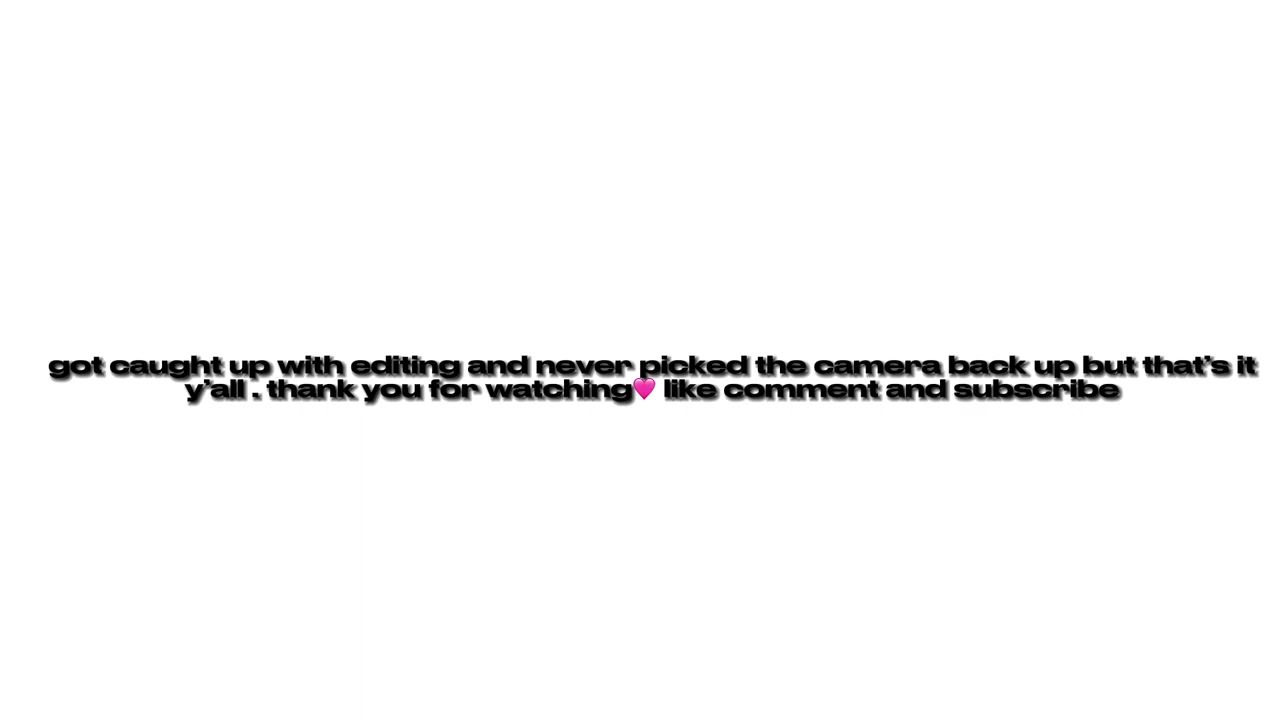 got caught up with editing and never picked the camera back up but that’s it
y’all . thank you for watching🩷 like comment and subscribe